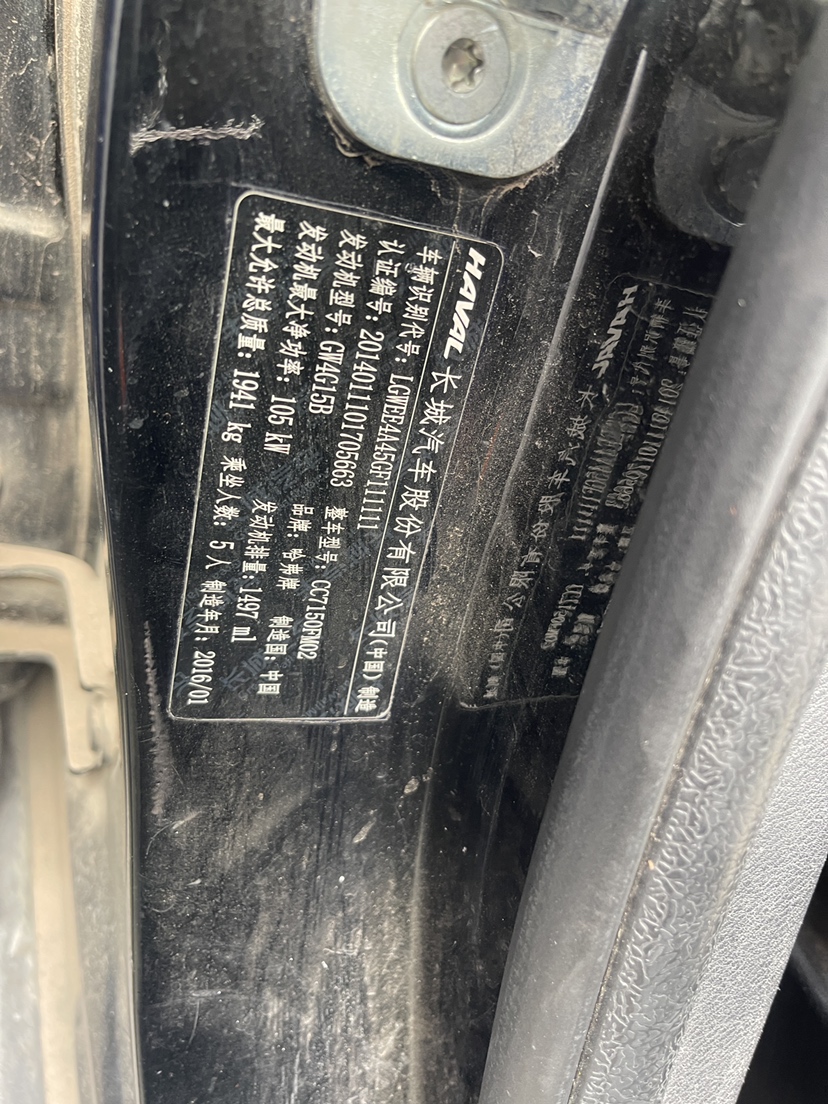 HAVAL 长城汽车股份有限公司(中国) 制造
车辆识别代号: LGWEE4A45GF111111
认证编号: 2014011101705663 整车型号: CC7150FM02
发动机型号: GW4G15B 品牌: 哈弗牌 制造国: 中国
发动机最大净功率: 105 kW 发动机排量: 1497 ml
最大允许总质量: 1941 kg 乘坐人数: 5 人 制造年月: 2016/01